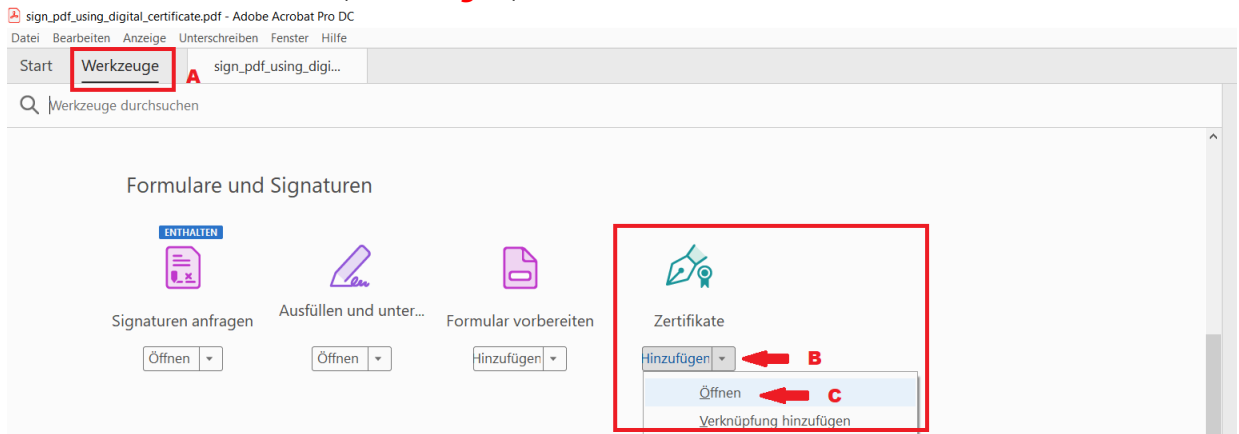 sign_pdf_using_digital_certificate.pdf - Adobe Acrobat Pro DC
Datei Bearbeiten Anzeige Unterschreiben Fenster Hilfe
Start Werkzeuge A sign_pdf_using_digi...
Werkzeuge durchsuchen
Formulare und Signaturen
ENTHALTEN
Signaturen anfragen Ausfüllen und unter... Formular vorbereiten Zertifikate
Öffnen Öffnen Hinzufügen Hinzufügen B
Öffnen C
Verknüpfung hinzufügen